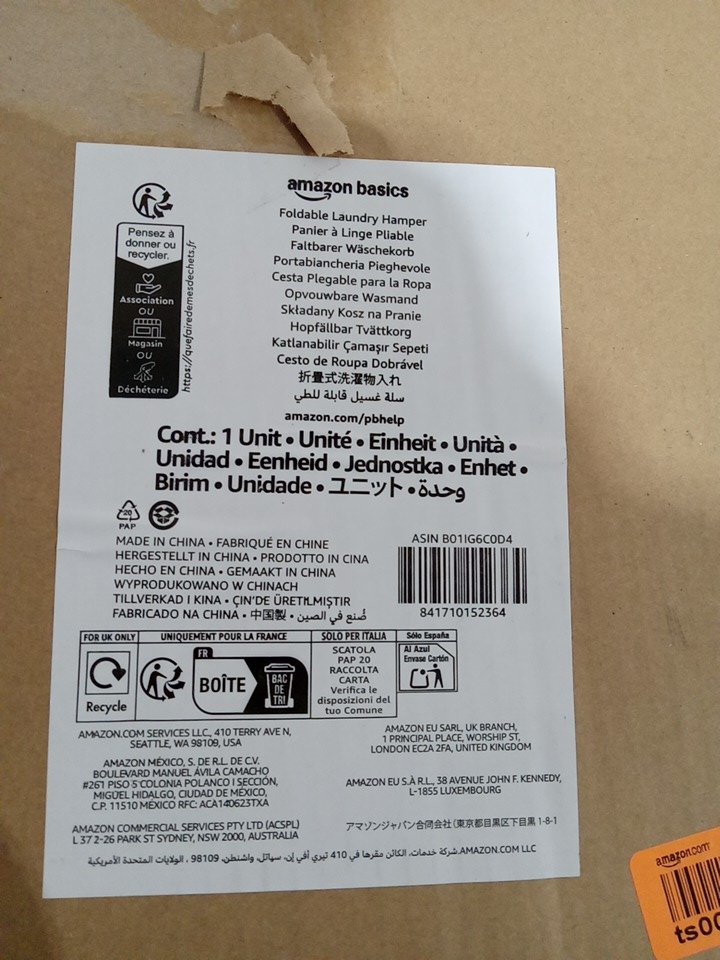 amazon basics
Foldable Laundry Hamper
Panier à Linge Pliable
Faltbarer Wäschekorb
Portabiancheria Pieghevole
Cesta Plegable para la Ropa
Opvouwbare Wasmand
Składany Kosz na Pranie
Hopfällbar Tvättkorg
Katlanabilir Çamaşır Sepeti
Cesto de Roupa Dobrável
折畳式洗濯物入れ
سلة غسيل قابلة للطي
amazon.com/pbhelp
Pensez à
donner ou
recycler.
Association
OU
Magasin
OU
Déchèterie
https://quefairedemesdechets.fr
Cont.: 1 Unit • Unité • Einheit • Unità •
Unidad • Eenheid • Jednostka • Enhet •
Birim • Unidade • ユニット • وحدة
20
PAP
MADE IN CHINA • FABRIQUÉ EN CHINE
HERGESTELLT IN CHINA • PRODOTTO IN CINA
HECHO EN CHINA • GEMAAKT IN CHINA
WYPRODUKOWANO W CHINACH
TILLVERKAD I KINA • ÇIN'DE ÜRETILMIŞTIR
FABRICADO NA CHINA • 中国製 • صُنع في الصين
ASIN B01IG6C0D4
841710152364
FOR UK ONLY
Recycle
UNIQUEMENT POUR LA FRANCE
FR
BOÎTE
BAC
DE
TRI
SOLO PER ITALIA
SCATOLA
PAP 20
RACCOLTA
CARTA
Verifica le
disposizioni del
tuo Comune
Sólo España
Al Azul
Envase Cartón
AMAZON.COM SERVICES LLC., 410 TERRY AVE N,
SEATTLE, WA 98109, USA
AMAZON MÉXICO, S. DE R.L. DE C.V.
BOULEVARD MANUEL ÁVILA CAMACHO
#261 PISO 5 COLONIA POLANCO I SECCIÓN,
MIGUEL HIDALGO, CIUDAD DE MÉXICO,
C.P. 11510 MÉXICO RFC: ACA140623TXA
AMAZON COMMERCIAL SERVICES PTY LTD (ACSPL)
L 37 2-26 PARK ST SYDNEY, NSW 2000, AUSTRALIA
AMAZON EU SARL, UK BRANCH,
1 PRINCIPAL PLACE, WORSHIP ST,
LONDON EC2A 2FA, UNITED KINGDOM
AMAZON EU S.À R.L., 38 AVENUE JOHN F. KENNEDY,
L-1855 LUXEMBOURG
アマゾンジャパン合同会社 (東京都目黒区下目黒 1-8-1
AMAZON.COM LLC. شركة خدمات، الكائن مقرها في 410 تيري أفي إن، سياتل، واشنطن، 98109 ، الولايات المتحدة الأمريكية
amazon.com